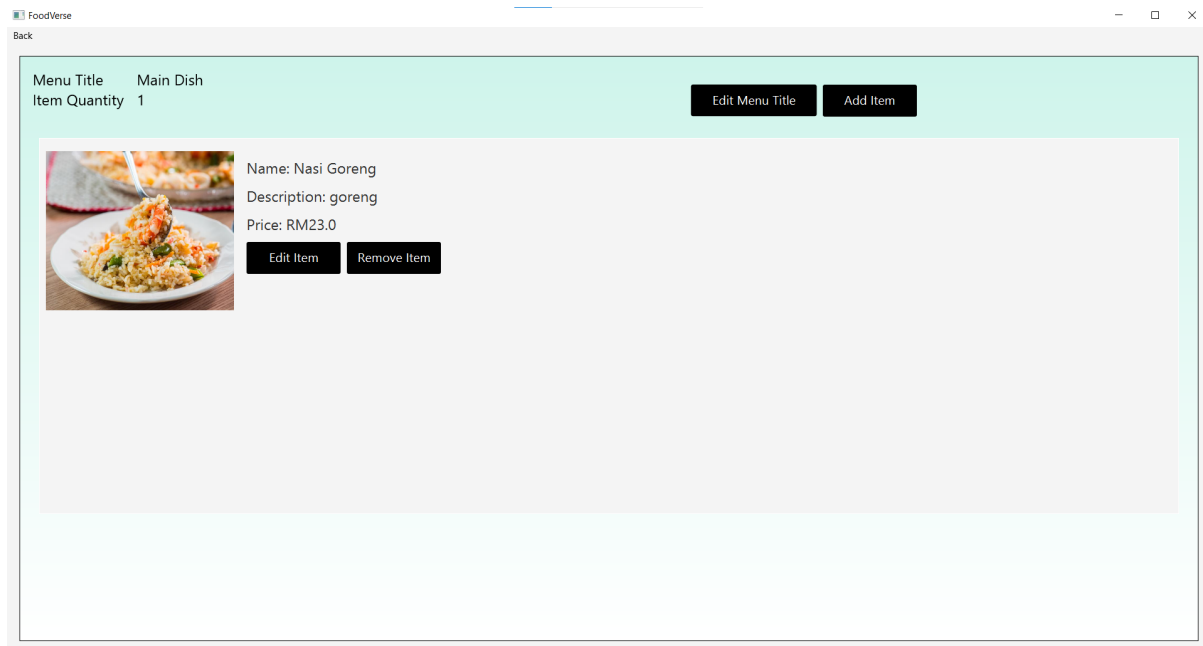 FoodVerse
Back
Menu Title Main Dish
Item Quantity 1
Edit Menu Title Add Item
Name: Nasi Goreng
Description: goreng
Price: RM23.0
Edit Item Remove Item